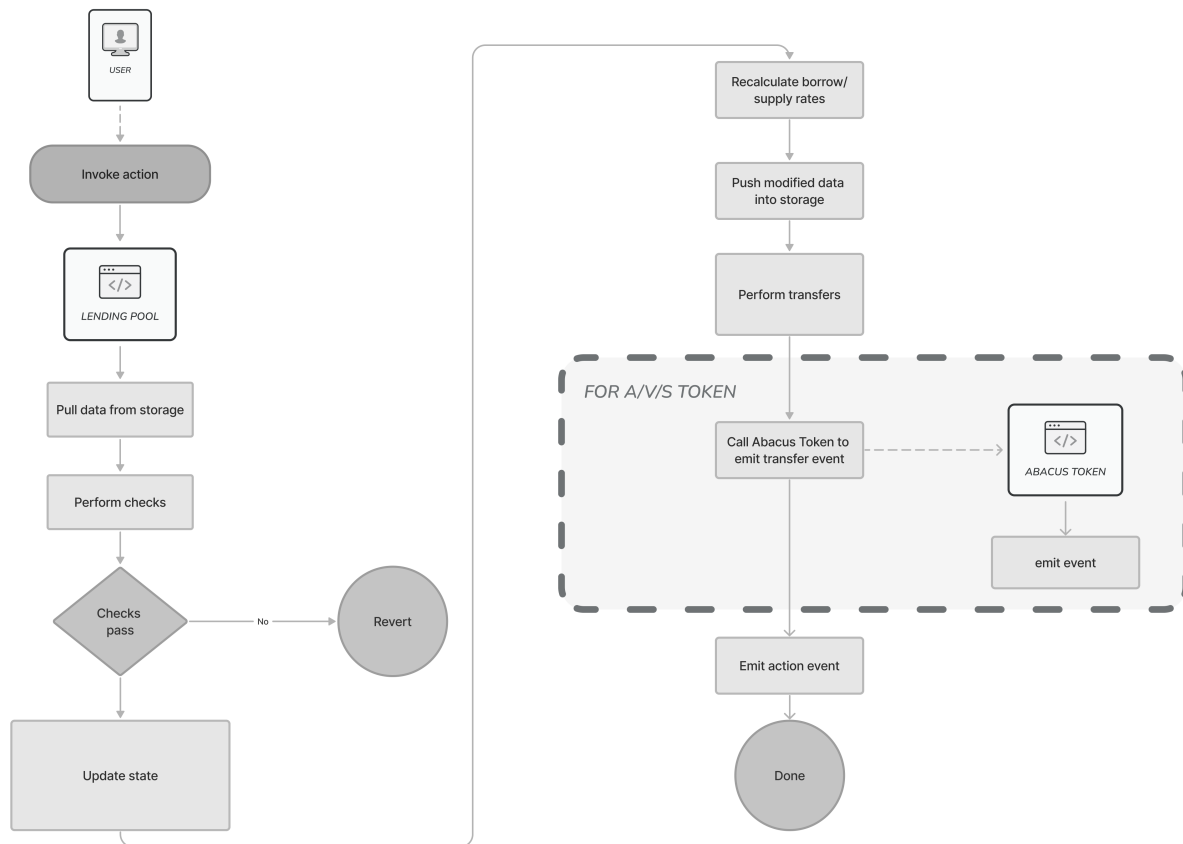 USER
Invoke action
</>
LENDING POOL
Pull data from storage
Perform checks
Checks
pass
No
Revert
Update state
Recalculate borrow/
supply rates
Push modified data
into storage
Perform transfers
FOR A/V/S TOKEN
Call Abacus Token to
emit transfer event
</>
ABACUS TOKEN
emit event
Emit action event
Done